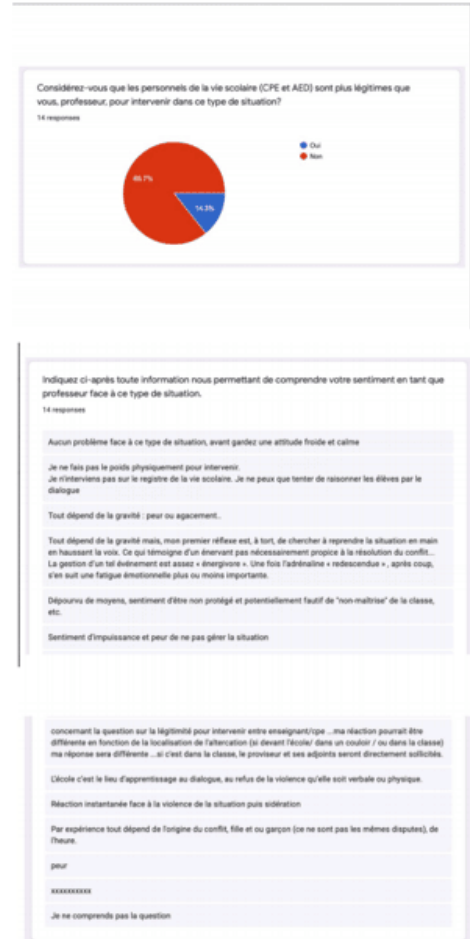 Considérez-vous que les personnels de la vie scolaire (CPE et AED) sont plus légitimes que
vous, professeur, pour intervenir dans ce type de situation?
14 responses
Oui
Non
85.7%
14.3%
Indiquez ci-après toute information nous permettant de comprendre votre sentiment en tant que
professeur face à ce type de situation.
14 responses
Aucun problème face à ce type de situation, avant gardez une attitude froide et calme
Je ne fais pas le poids physiquement pour intervenir.
Je n'interviens pas sur le registre de la vie scolaire. Je ne peux que tenter de raisonner les élèves par le
dialogue
Tout dépend de la gravité : peur ou agacement..
Tout dépend de la gravité mais, mon premier réflexe est, à tort, de chercher à reprendre la situation en main
en haussant la voix. Ce qui témoigne d'un énervant pas nécessairement propice à la résolution du conflit...
La gestion d'un tel événement est assez « énergivore ». Une fois l'adrénaline « redescendue » , après coup,
s'en suit une fatigue émotionnelle plus ou moins importante.
Dépourvu de moyens, sentiment d'être non protégé et potentiellement fautif de "non-maîtrise" de la classe,
etc.
Sentiment d'impuissance et peur de ne pas gérer la situation
concernant la question sur la légitimité pour intervenir entre enseignant/cpe ...ma réaction pourrait être
différente en fonction de la localisation de l'altercation (si devant l'école/ dans un couloir / ou dans la classe)
ma réponse sera différente ...si c'est dans la classe, le proviseur et ses adjoints seront directement sollicités.
L'école c'est le lieu d'apprentissage au dialogue, au refus de la violence qu'elle soit verbale ou physique.
Réaction instantanée face à la violence de la situation puis sidération
Par expérience tout dépend de l'origine du conflit, fille et ou garçon (ce ne sont pas les mêmes disputes), de
l'heure.
peur
xxxxxxxxxx
Je ne comprends pas la question